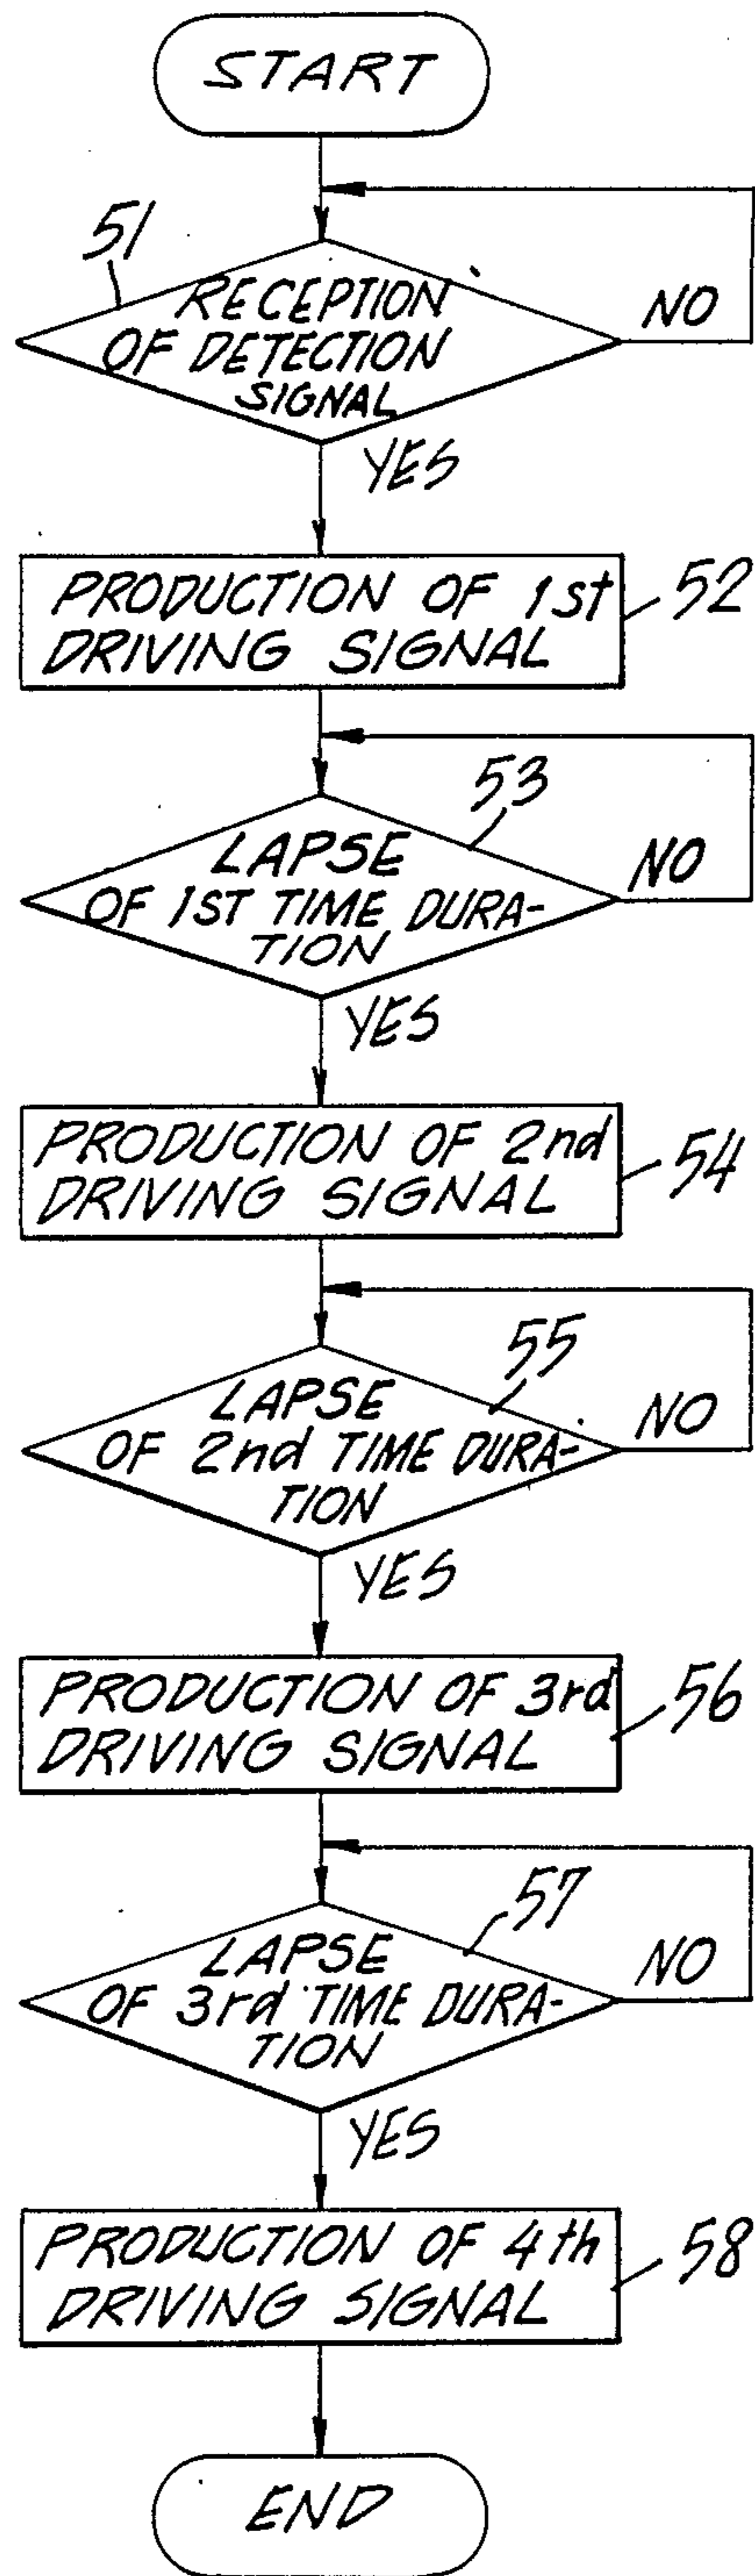 START
51
RECEPTION
OF DETECTION
SIGNAL
NO
YES
PRODUCTION OF 1st
DRIVING SIGNAL
52
53
LAPSE
OF 1ST TIME DURA-
TION
NO
YES
PRODUCTION OF 2nd
DRIVING SIGNAL
54
55
LAPSE
OF 2nd TIME DURA-
TION
NO
YES
PRODUCTION OF 3rd
DRIVING SIGNAL
56
57
LAPSE
OF 3rd TIME DURA-
TION
NO
YES
PRODUCTION OF 4th
DRIVING SIGNAL
58
END